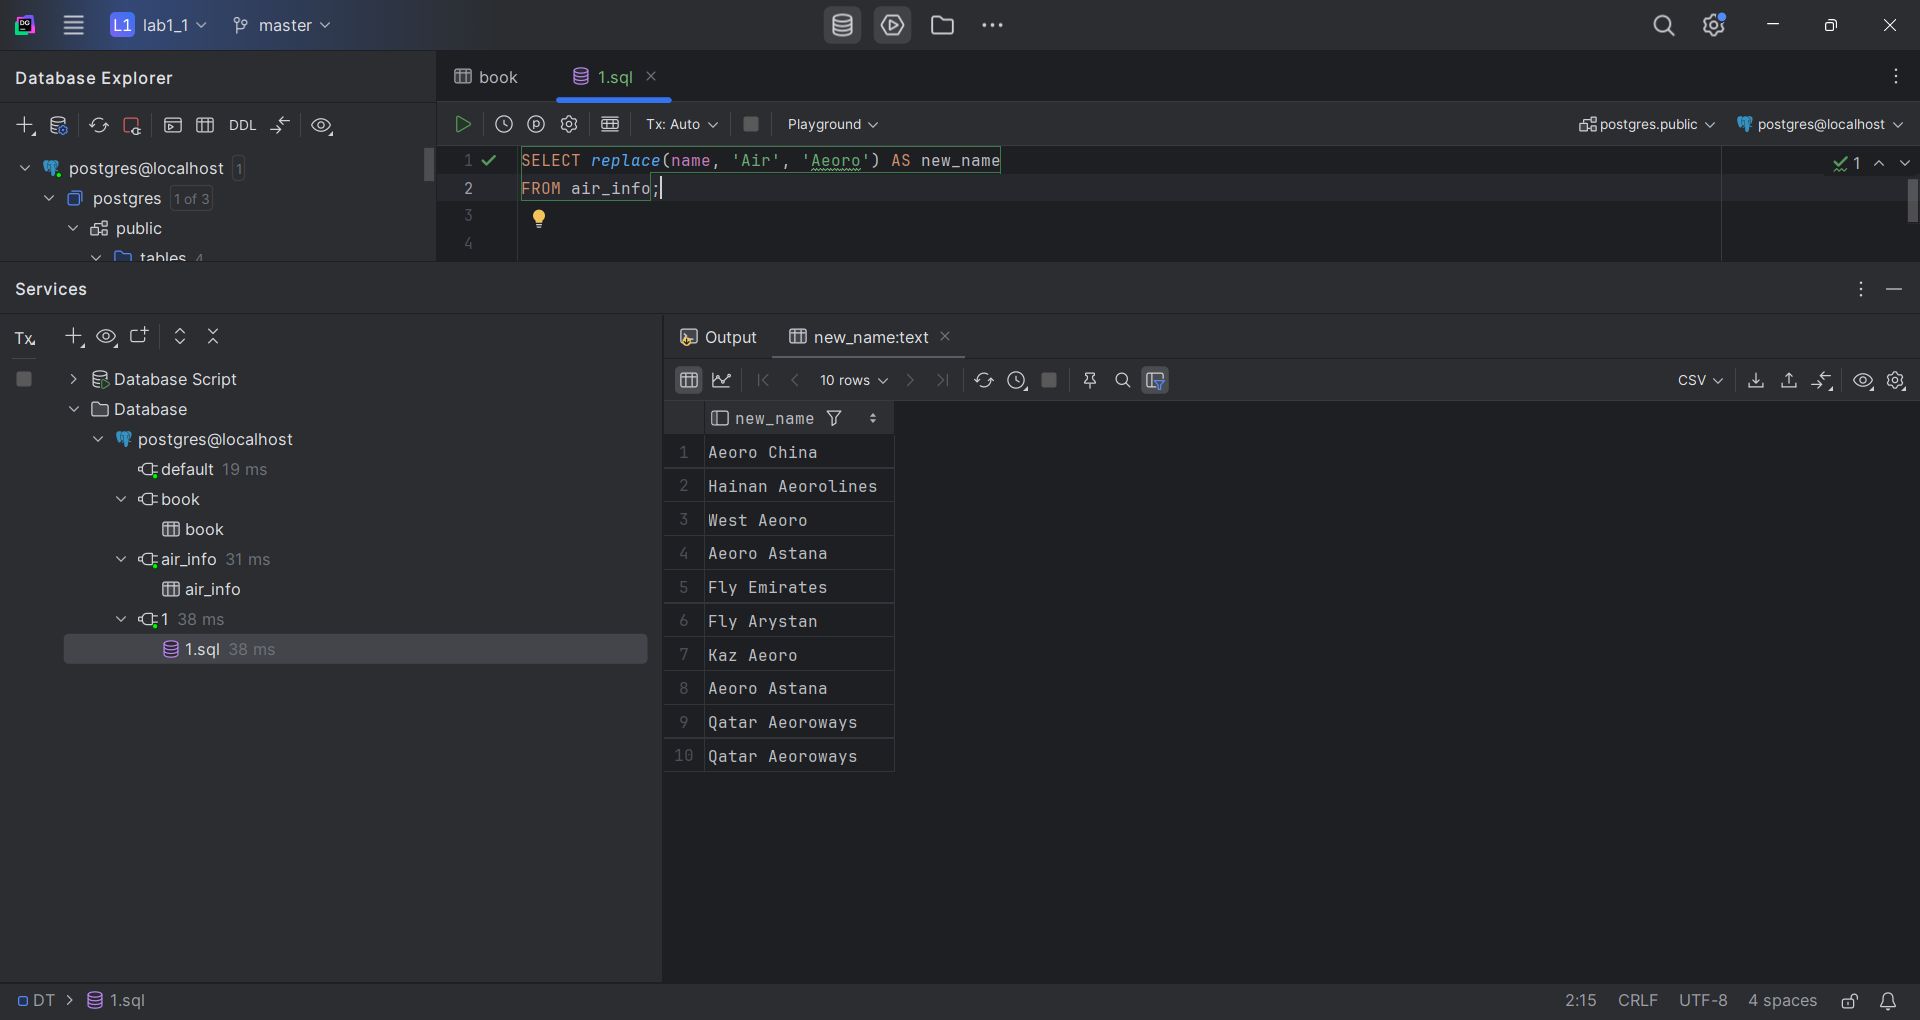 L1 lab1_1 master
Database Explorer
book 1.sql
DDL Tx: Auto Playground postgres.public postgres@localhost
postgres@localhost 1
postgres 1 of 3
public
tables 4
1 SELECT replace(name, 'Air', 'Aeoro') AS new_name 1
2 FROM air_info;
3
4
Services
Tx Output new_name:text
Database Script 10 rows CSV
Database
postgres@localhost
default 19 ms
book
book
air_info 31 ms
air_info
1 38 ms
1.sql 38 ms
new_name
1 Aeoro China
2 Hainan Aeorolines
3 West Aeoro
4 Aeoro Astana
5 Fly Emirates
6 Fly Arystan
7 Kaz Aeoro
8 Aeoro Astana
9 Qatar Aeoroways
10 Qatar Aeoroways
DT 1.sql 2:15 CRLF UTF-8 4 spaces